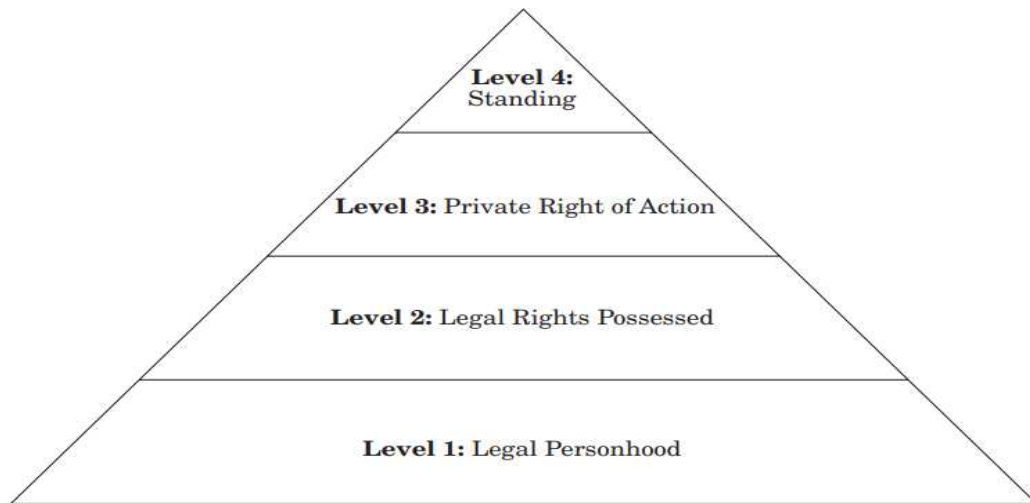 Level 4:
Standing
Level 3: Private Right of Action
Level 2: Legal Rights Possessed
Level 1: Legal Personhood